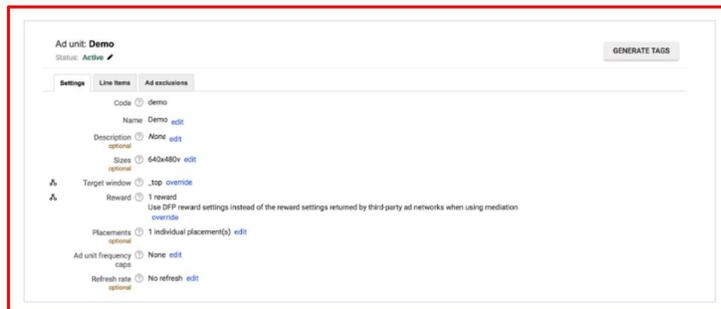 Ad unit: Demo
Status: Active
GENERATE TAGS
Settings Line Items Ad exclusions
Code ? demo
Name Demo edit
Description ? None edit
optional
Sizes ? 640x480v edit
optional
Target window ? _top override
Reward ? 1 reward
Use DFP reward settings instead of the reward settings returned by third-party ad networks when using mediation
override
Placements ? 1 individual placement(s) edit
optional
Ad unit frequency ? None edit
caps
Refresh rate ? No refresh edit
optional